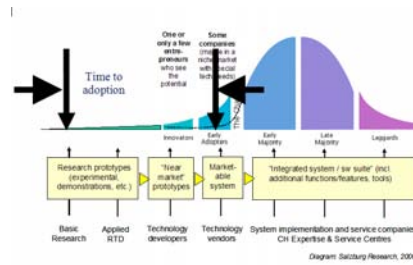 One or
only a few
entre-
preneurs
who see
the
potential
Some
companies
niche market
Time to
adoption
Innovators
Early
Adopters
Early
Majority
Late
Majority
Laggards
Research prototypes
(experimental,
demonstrations, etc.)
"Near
market"
prototypes
Market-
able
system
"Integrated system / sw suite" (incl.
additional functions/features, tools)
Basic
Research
Applied
RTD
Technology
developers
Technology
vendors
System implementation and service companies
CH Expertise & Service Centres
Diagram: Salzburg Research,